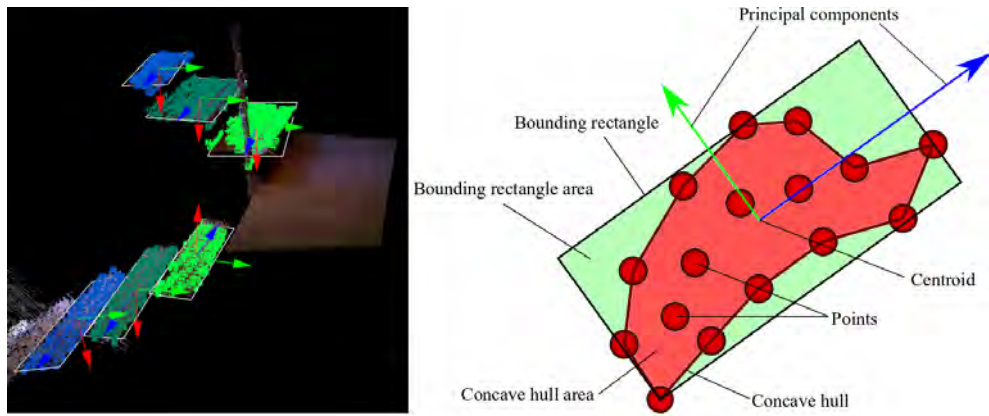 Principal components
Bounding rectangle
Bounding rectangle area
Centroid
Points
Concave hull area
Concave hull